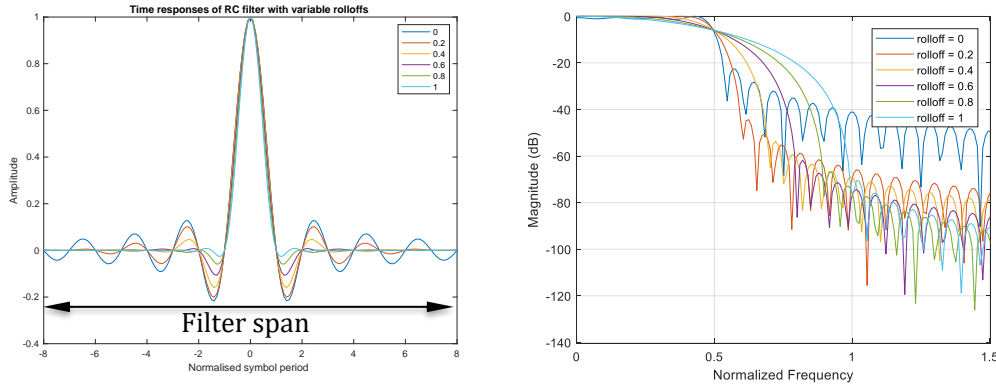 Time responses of RC filter with variable rolloffs
1
0.8
0.6
0.4
0.2
0
-0.2
-0.4
Amplitude
0
0.2
0.4
0.6
0.8
1
Filter span
-8 -6 -4 -2 0 2 4 6 8
Normalised symbol period
0
-20
-40
-60
-80
-100
-120
-140
Magnitude (dB)
rolloff = 0
rolloff = 0.2
rolloff = 0.4
rolloff = 0.6
rolloff = 0.8
rolloff = 1
0 0.5 1 1.5
Normalized Frequency